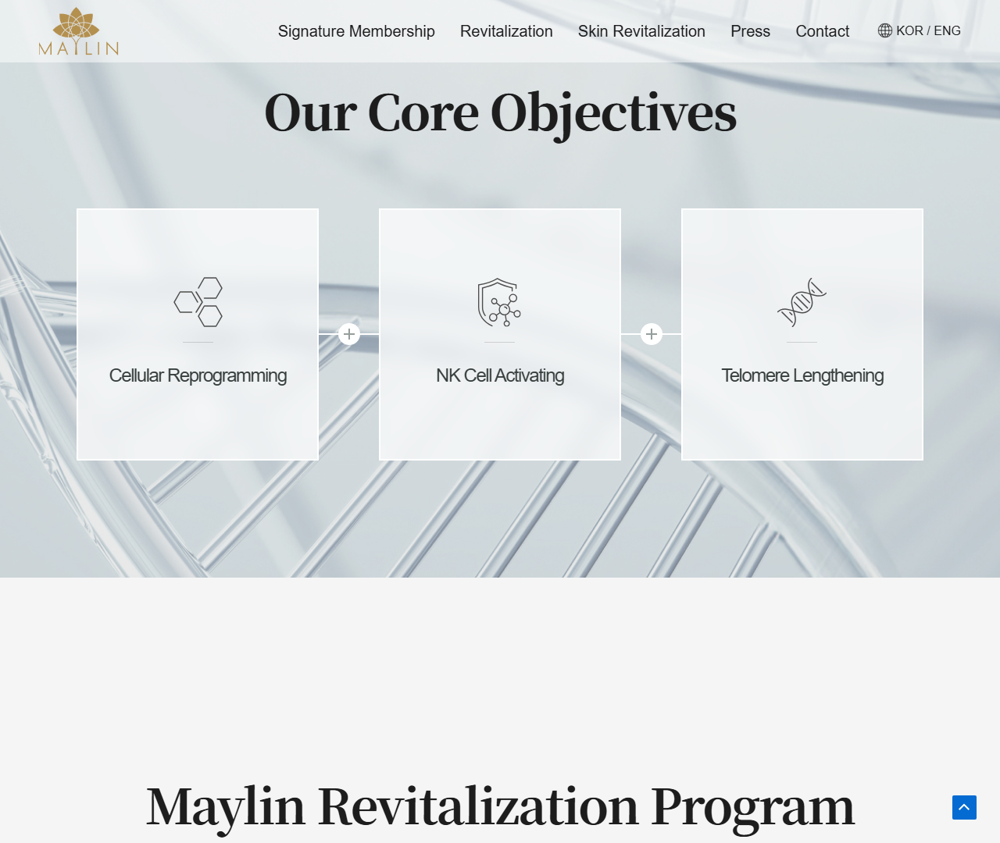 MAYLIN
Signature Membership
Revitalization
Skin Revitalization
Press
Contact
KOR / ENG
Our Core Objectives
Cellular Reprogramming
NK Cell Activating
Telomere Lengthening
Maylin Revitalization Program